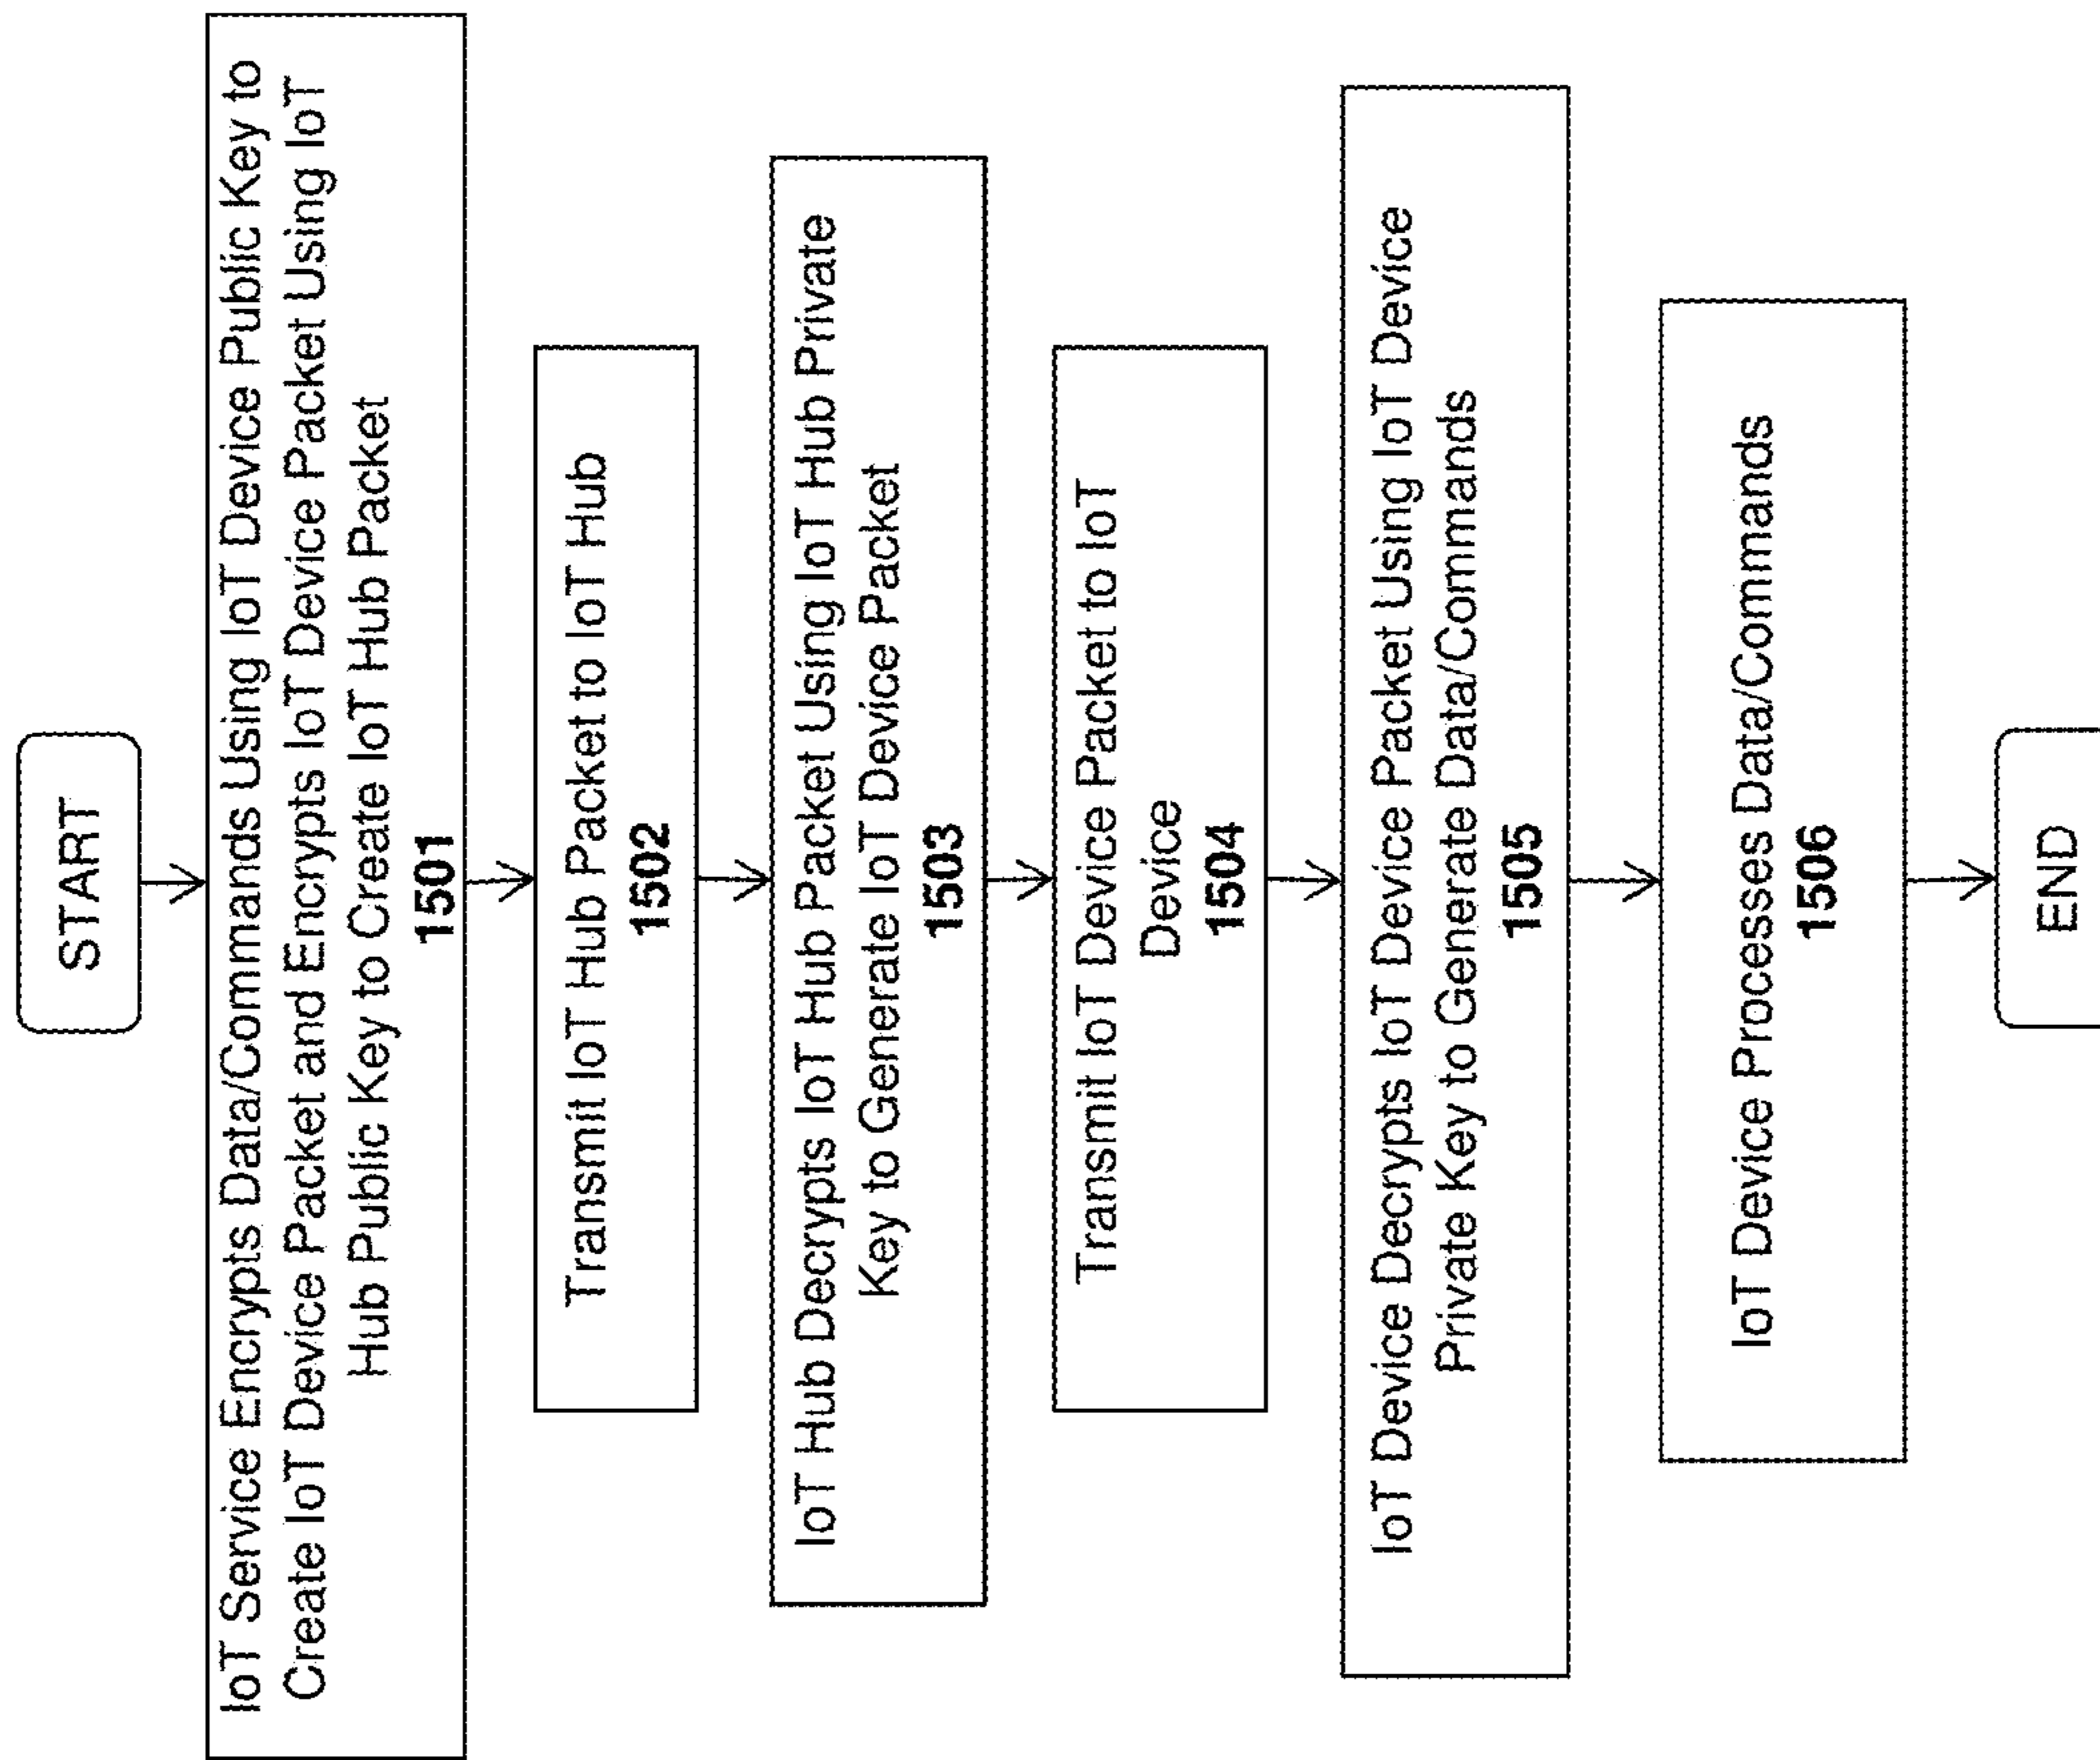 START
IoT Service Encrypts Data/Commands Using IoT Device Public Key to
Create IoT Device Packet and Encrypts IoT Device Packet Using IoT
Hub Public Key to Create IoT Hub Packet
1501
Transmit IoT Hub Packet to IoT Hub
1502
IoT Hub Decrypts IoT Hub Packet Using IoT Hub Private
Key to Generate IoT Device Packet
1503
Transmit IoT Device Packet to IoT
Device
1504
IoT Device Decrypts IoT Device Packet Using IoT Device
Private Key to Generate Data/Commands
1505
IoT Device Processes Data/Commands
1506
END